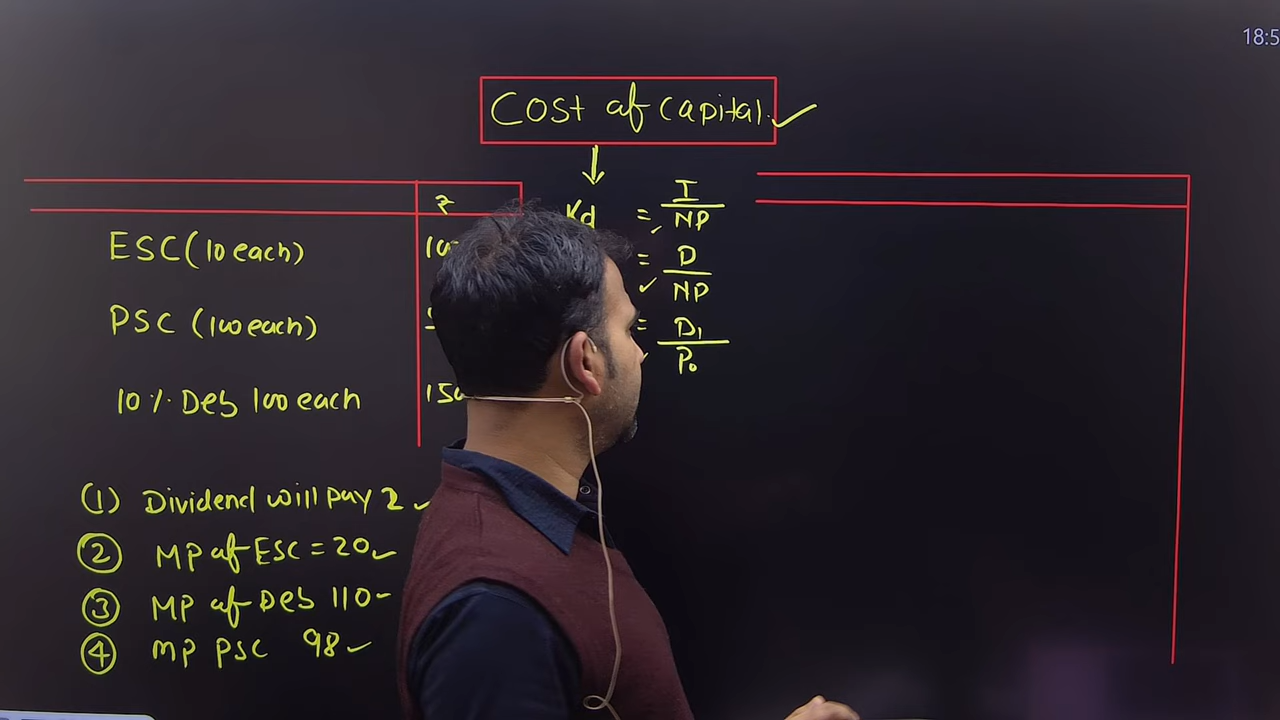 18:5
Cost of capital.
₹
ESC (10 each)
PSC (100 each)
10% Deb 100 each
150
(1) Dividend will pay 2
② MP of ESC = 20
③ MP of Deb 110
④ MP PSC 98
Kd = I / NP
= D / NP
= D₁ / P₀